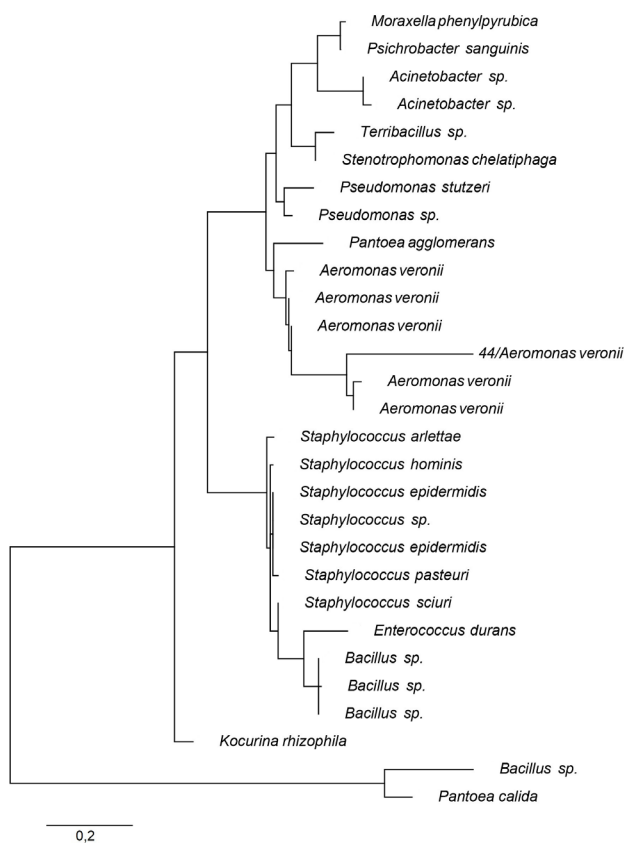 Moraxella phenylpyrubica
Psichrobacter sanguinis
Acinetobacter sp.
Acinetobacter sp.
Terribacillus sp.
Stenotrophomonas chelatiphaga
Pseudomonas stutzeri
Pseudomonas sp.
Pantoea agglomerans
Aeromonas veronii
Aeromonas veronii
Aeromonas veronii
44/Aeromonas veronii
Aeromonas veronii
Aeromonas veronii
Staphylococcus arlettae
Staphylococcus hominis
Staphylococcus epidermidis
Staphylococcus sp.
Staphylococcus epidermidis
Staphylococcus pasteuri
Staphylococcus sciuri
Enterococcus durans
Bacillus sp.
Bacillus sp.
Bacillus sp.
Kocurina rhizophila
Bacillus sp.
Pantoea calida
0,2